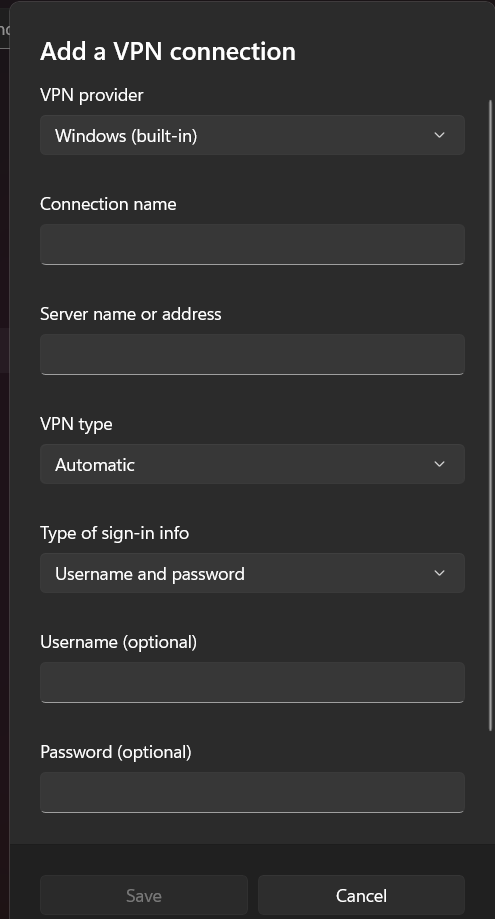 Add a VPN connection
VPN provider
Windows (built-in)
Connection name
Server name or address
VPN type
Automatic
Type of sign-in info
Username and password
Username (optional)
Password (optional)
Save
Cancel